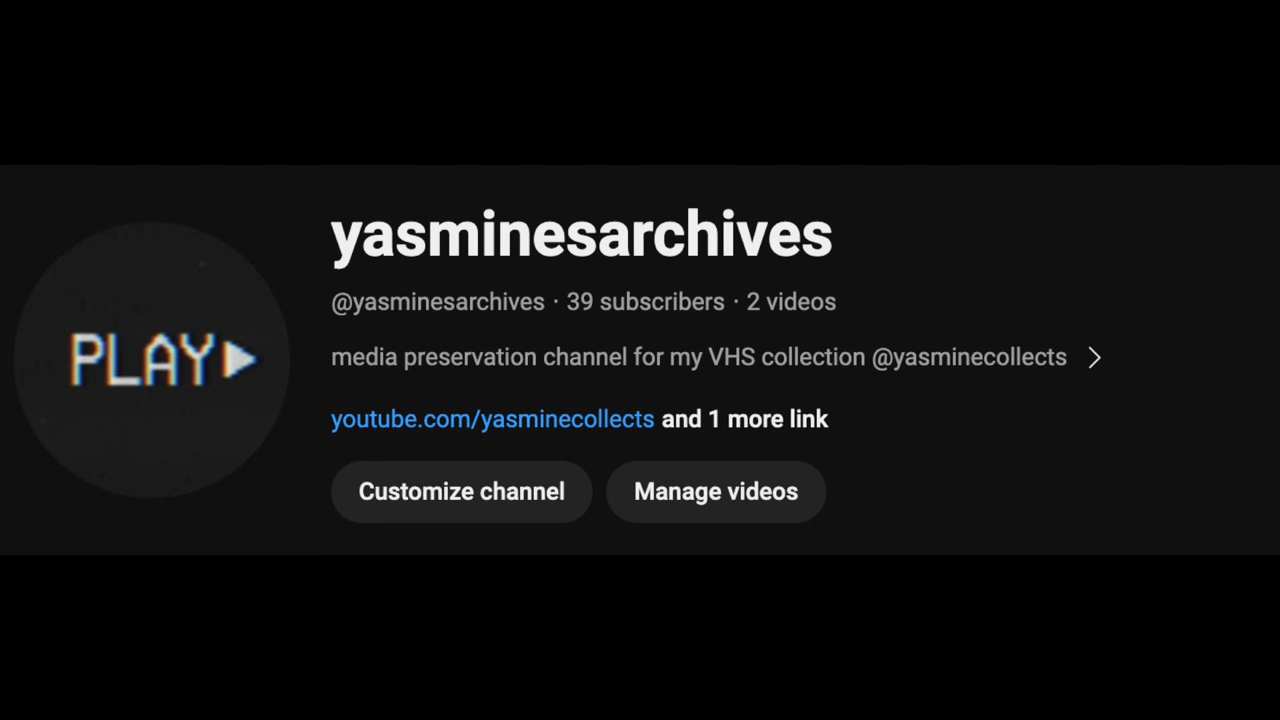 PLAY
yasminesarchives
@yasminesarchives · 39 subscribers · 2 videos
media preservation channel for my VHS collection @yasminecollects
youtube.com/yasminecollects and 1 more link
Customize channel Manage videos